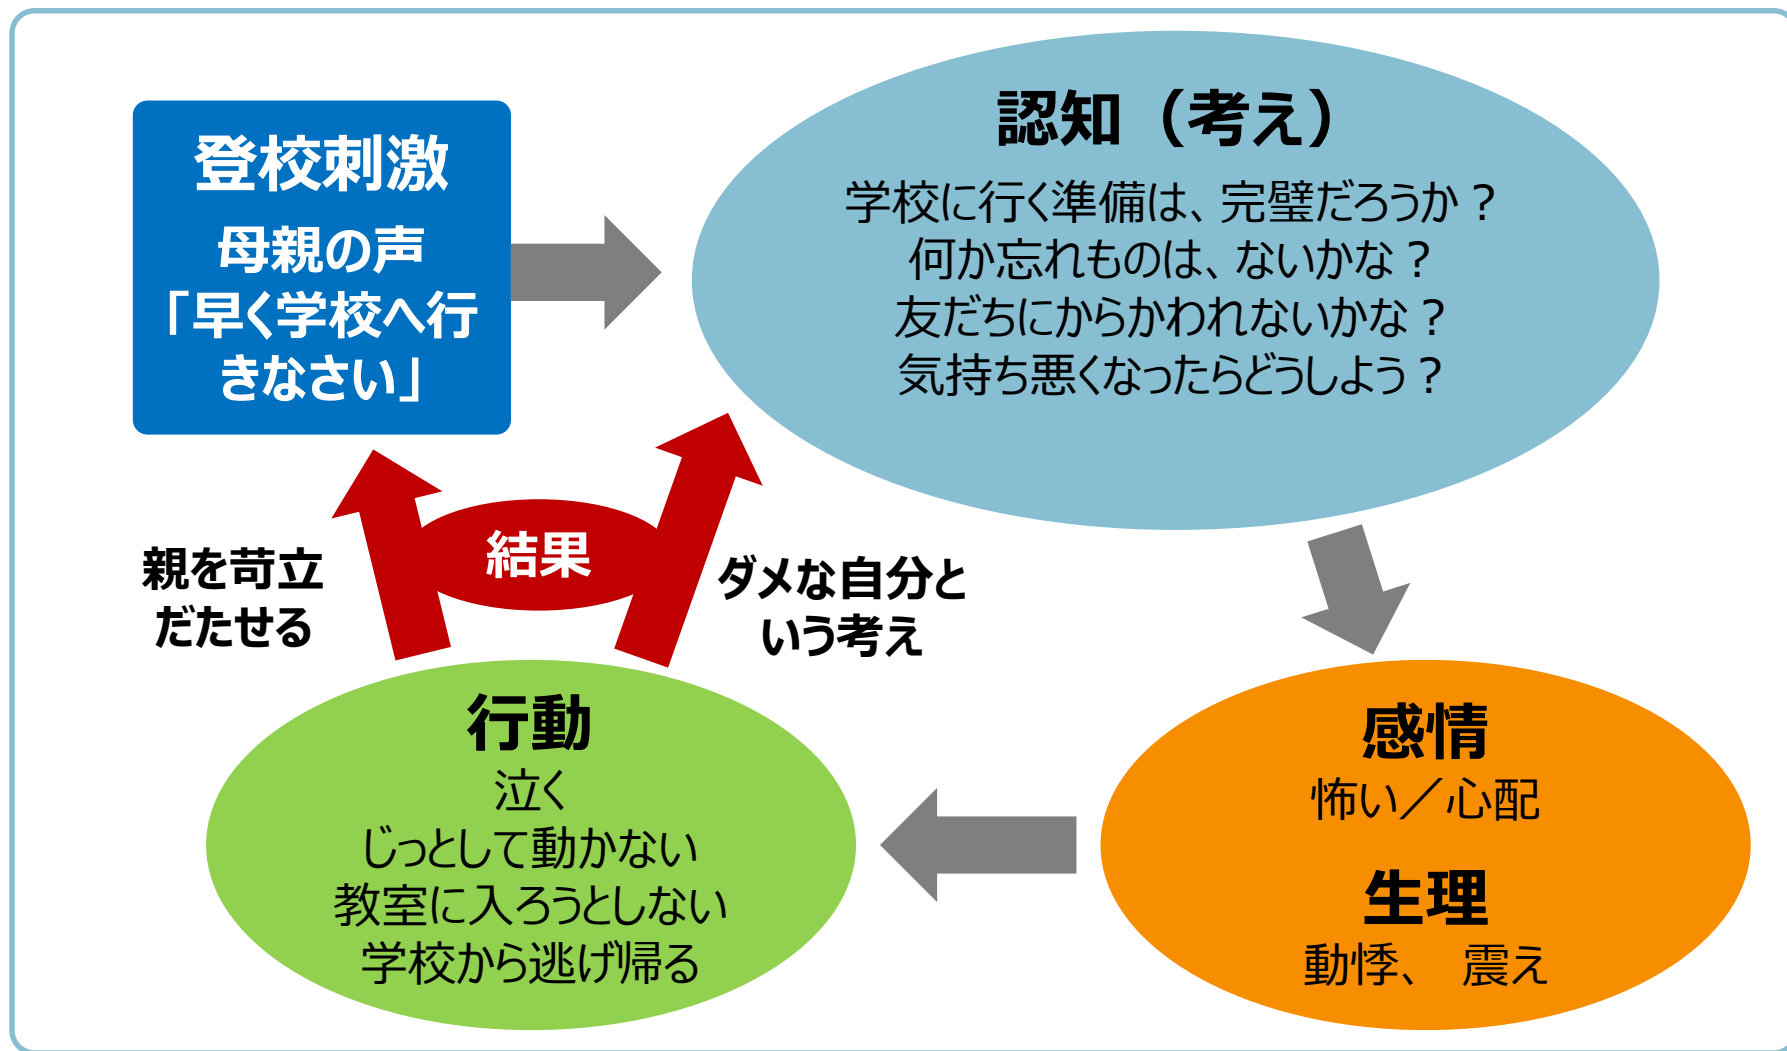 登校刺激
母親の声
「早く学校へ行
きなさい」
認知（考え）
学校に行く準備は、完璧だろうか？
何か忘れものは、ないかな？
友だちにからかわれないかな？
気持ち悪くなったらどうしよう？
結果
親を苛立
だたせる
ダメな自分と
いう考え
行動
泣く
じっとして動かない
教室に入ろうとしない
学校から逃げ帰る
感情
怖い／心配
生理
動悸、 震え